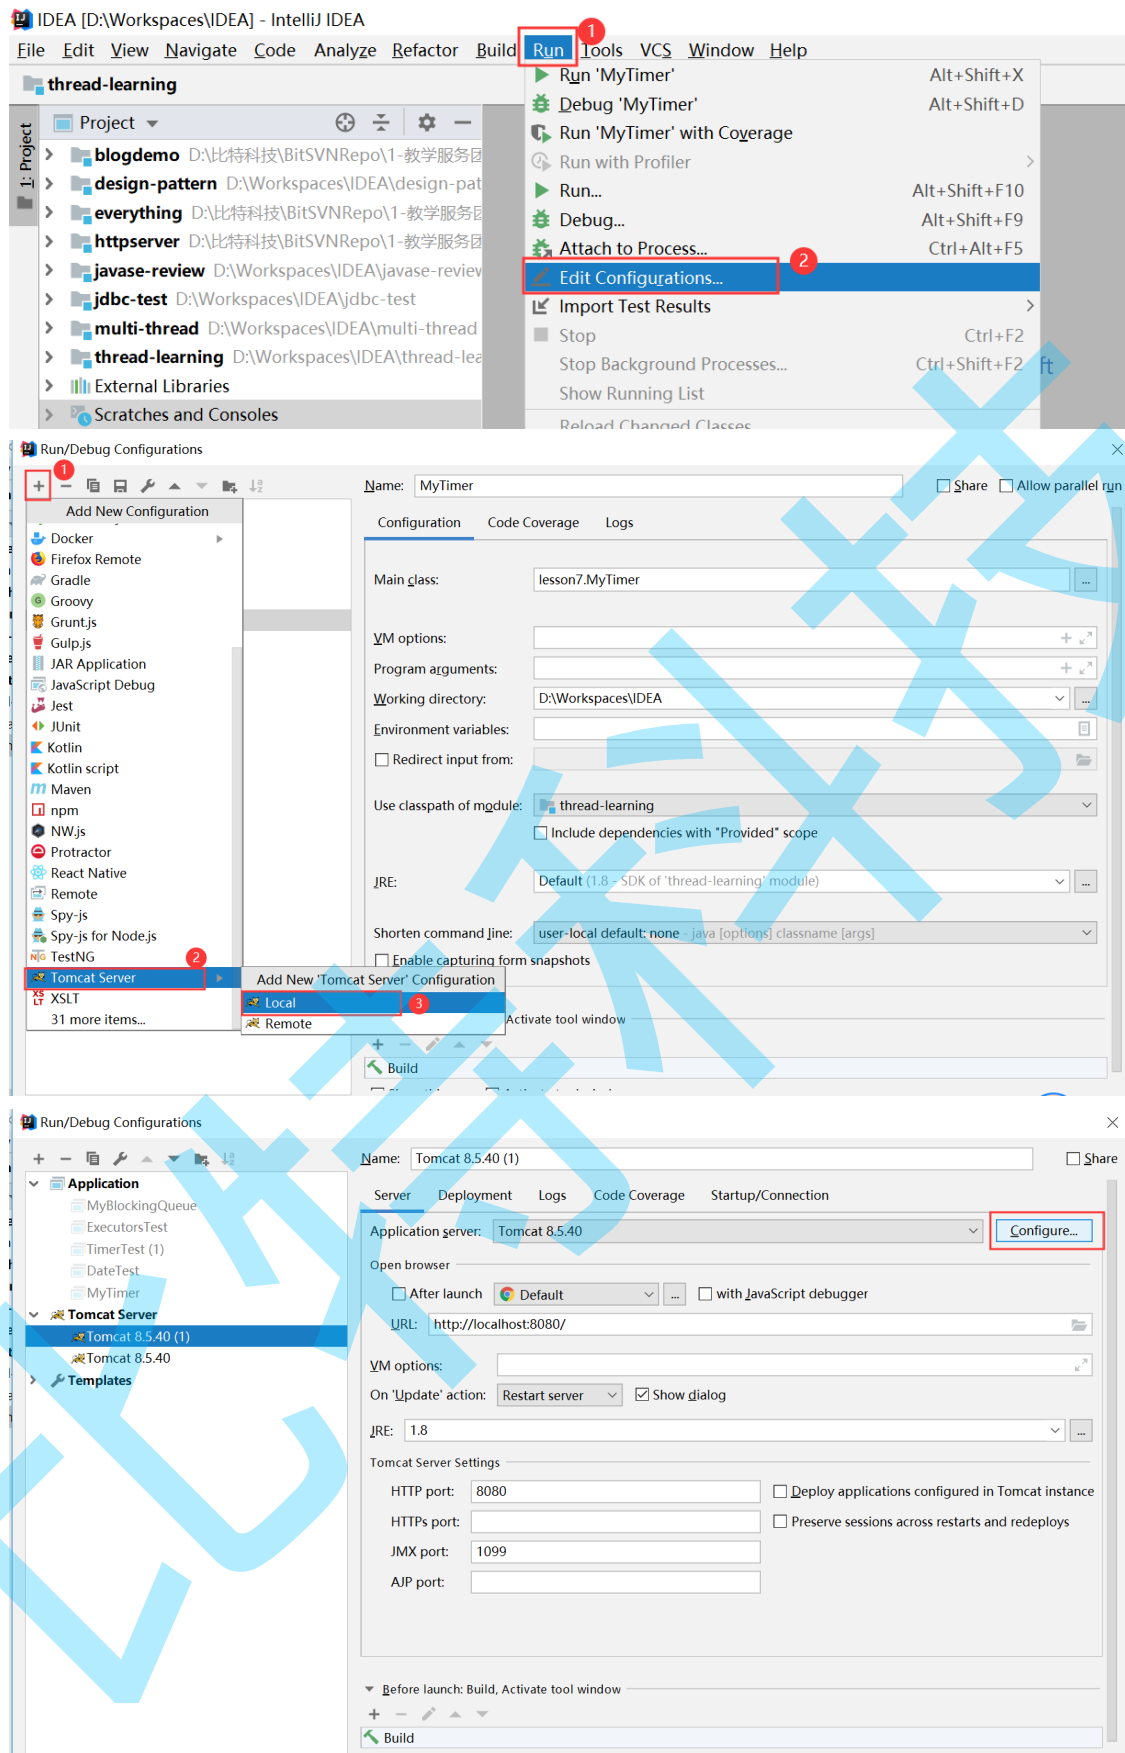 IDEA [D:\Workspaces\IDEA] - IntelliJ IDEA
1
File Edit View Navigate Code Analyze Refactor Build Run Tools VCS Window Help
thread-learning
1: Project
Project
blogdemo D:\比特科技\BitSVNRepo\1-教学服务团
design-pattern D:\Workspaces\IDEA\design-pat
everything D:\比特科技\BitSVNRepo\1-教学服务团
httpserver D:\比特科技\BitSVNRepo\1-教学服务团
javase-review D:\Workspaces\IDEA\javase-review
jdbc-test D:\Workspaces\IDEA\jdbc-test
multi-thread D:\Workspaces\IDEA\multi-thread
thread-learning D:\Workspaces\IDEA\thread-lea
External Libraries
Scratches and Consoles
Run 'MyTimer' Alt+Shift+X
Debug 'MyTimer' Alt+Shift+D
Run 'MyTimer' with Coverage
Run with Profiler
Run... Alt+Shift+F10
Debug... Alt+Shift+F9
Attach to Process... Ctrl+Alt+F5
2
Edit Configurations...
Import Test Results
Stop Ctrl+F2
Stop Background Processes... Ctrl+Shift+F2
Show Running List
Reload Changed Classes
ft
Run/Debug Configurations
1
Add New Configuration
Docker
Firefox Remote
Gradle
Groovy
Grunt.js
Gulp.js
JAR Application
JavaScript Debug
Jest
JUnit
Kotlin
Kotlin script
Maven
npm
NW.js
Protractor
React Native
Remote
Spy-js
Spy-js for Node.js
TestNG
2
Tomcat Server
XSLT
31 more items...
Add New 'Tomcat Server' Configuration
Local
3
Remote
Name: MyTimer
Share Allow parallel run
Configuration Code Coverage Logs
Main class: lesson7.MyTimer
VM options:
Program arguments:
Working directory: D:\Workspaces\IDEA
Environment variables:
Redirect input from:
Use classpath of module: thread-learning
Include dependencies with "Provided" scope
JRE: Default (1.8 - SDK of 'thread-learning' module)
Shorten command line: user-local default: none - java [options] classname [args]
Enable capturing form snapshots
Activate tool window
Build
Run/Debug Configurations
Application
MyBlockingQueue
ExecutorsTest
TimerTest (1)
DateTest
MyTimer
Tomcat Server
Tomcat 8.5.40 (1)
Tomcat 8.5.40
Templates
Name: Tomcat 8.5.40 (1)
Share
Server Deployment Logs Code Coverage Startup/Connection
Application server: Tomcat 8.5.40 Configure...
Open browser
After launch Default ... with JavaScript debugger
URL: http://localhost:8080/
VM options:
On 'Update' action: Restart server Show dialog
JRE: 1.8
Tomcat Server Settings
HTTP port: 8080 Deploy applications configured in Tomcat instance
HTTPs port: Preserve sessions across restarts and redeploys
JMX port: 1099
AJP port:
Before launch: Build, Activate tool window
Build
比特科技